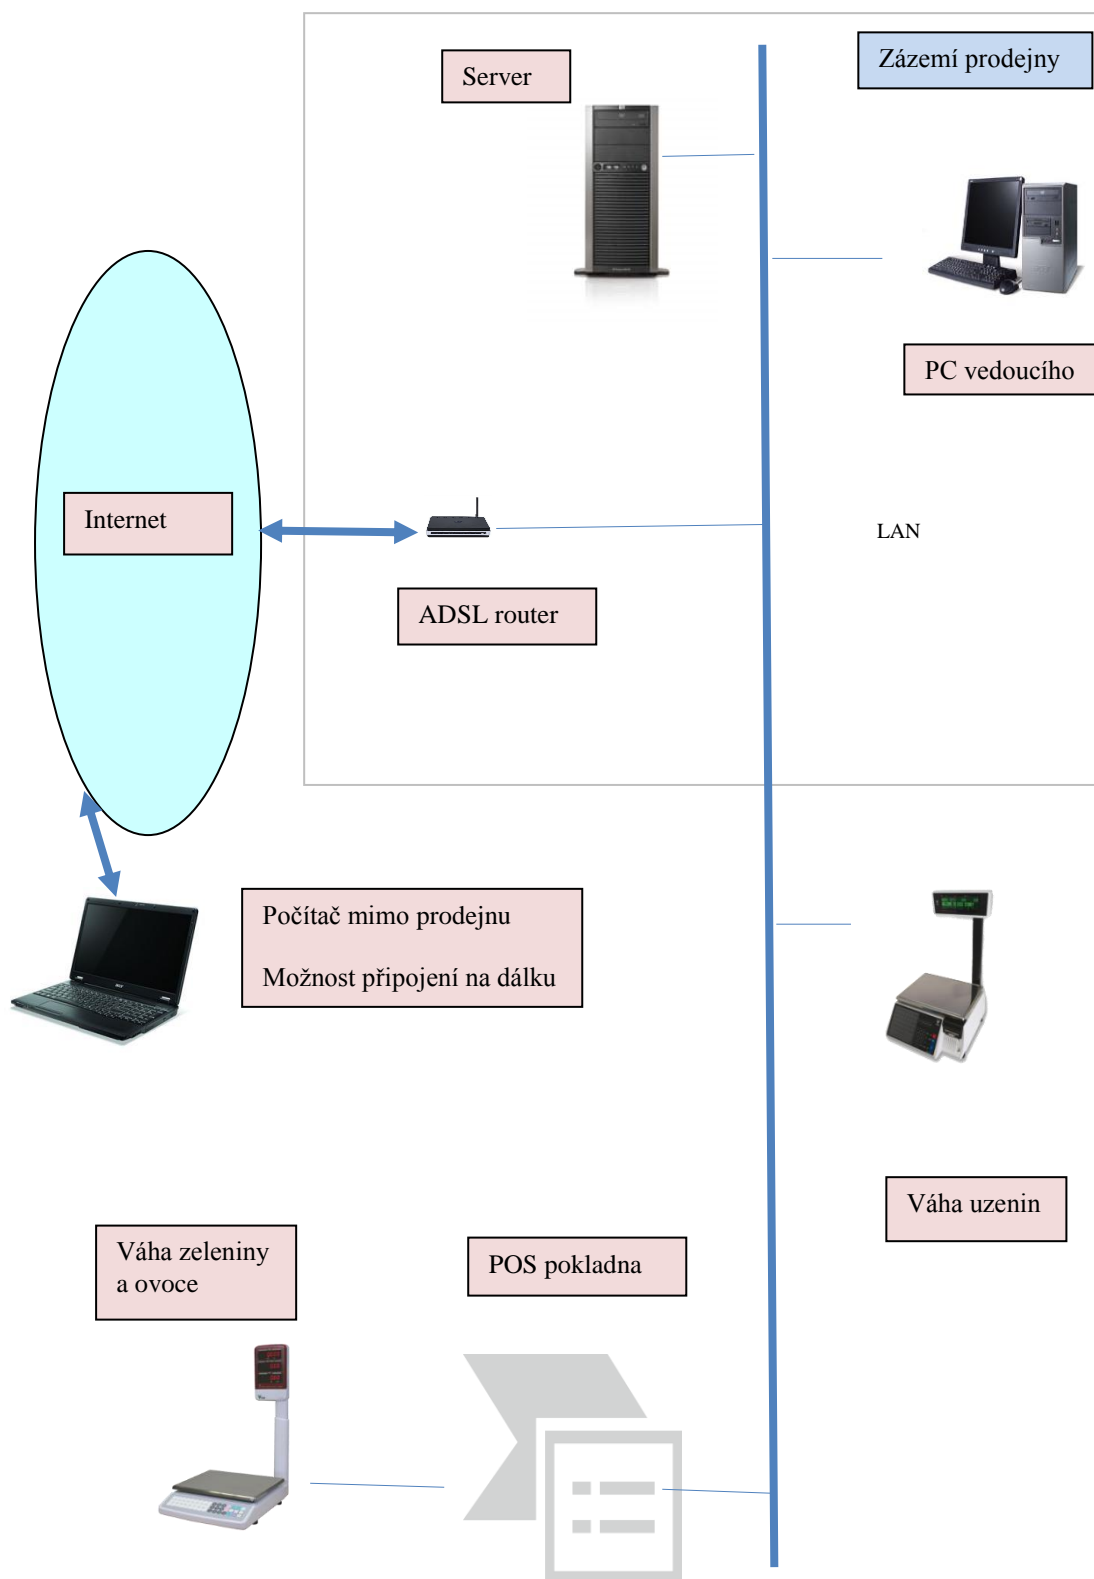 Server
Zázemí prodejny
PC vedoucího
Internet
LAN
ADSL router
Počítač mimo prodejnu
Možnost připojení na dálku
Váha uzenin
Váha zeleniny
a ovoce
POS pokladna